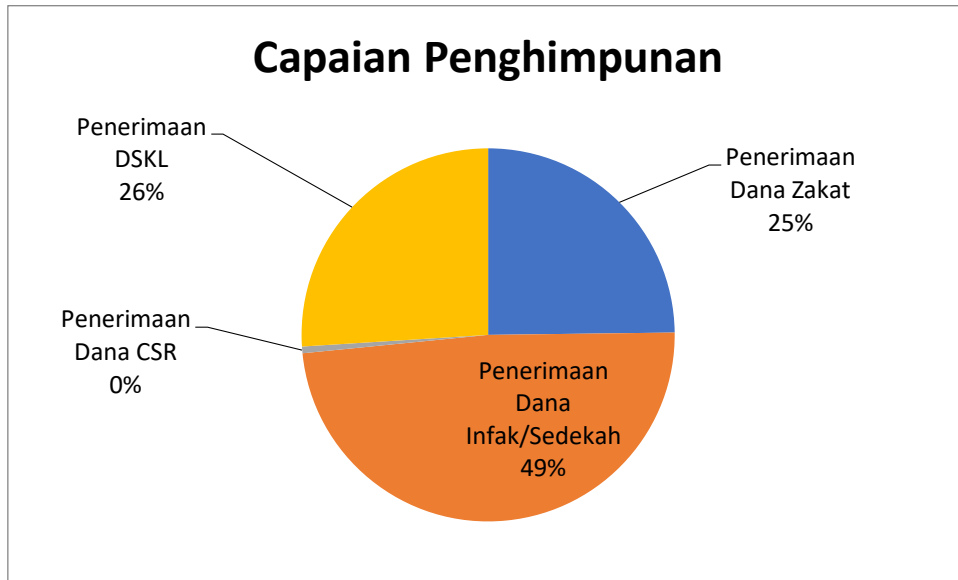 Capaian Penghimpunan
Penerimaan
DSKL
26%
Penerimaan
Dana Zakat
25%
Penerimaan
Dana CSR
0%
Penerimaan
Dana
Infak/Sedekah
49%